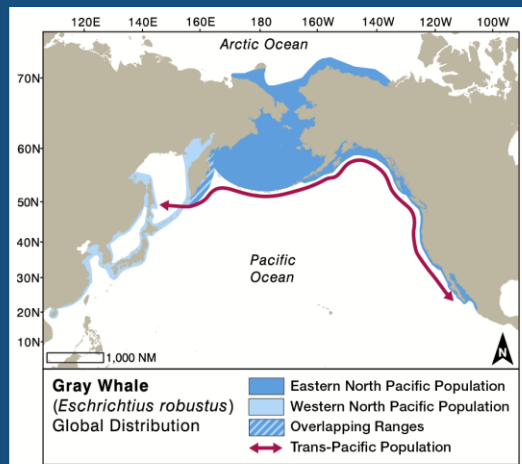 120E 140E 160E 180 160W 140W 120W 100W
Arctic Ocean
70N
60N
50N
40N
30N
20N
10N
Pacific
Ocean
1,000 NM
N
Gray Whale
(Eschrichtius robustus)
Global Distribution
Eastern North Pacific Population
Western North Pacific Population
Overlapping Ranges
Trans-Pacific Population